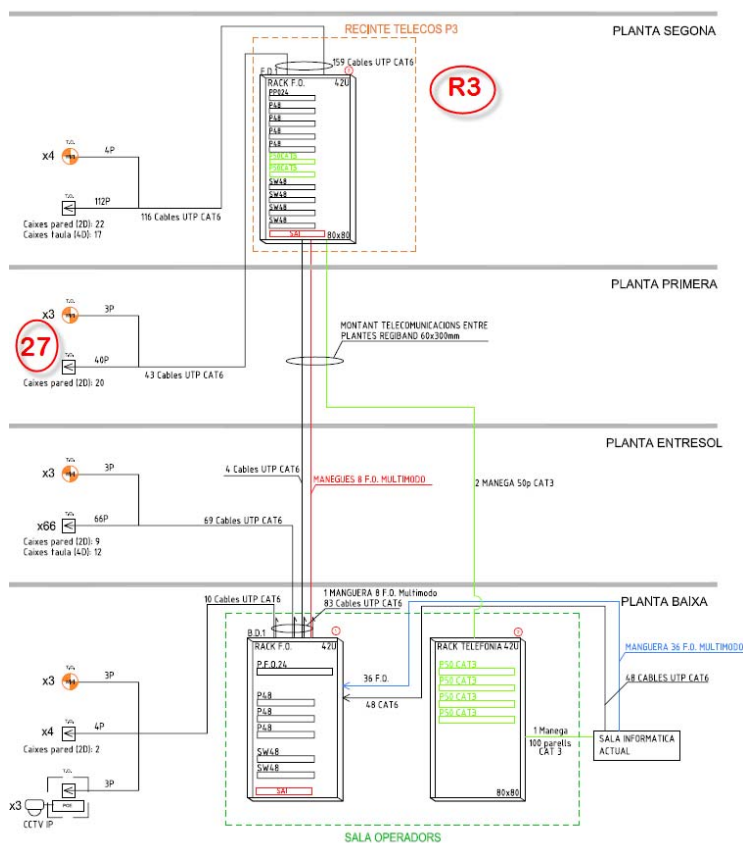 RECINTE TELECOS P3
PLANTA SEGONA
159 Cables UTP CAT6
F.D.1
RACK F.O. 42U
PP024
P48
P48
P48
P48
P50CAT3
P50CAT3
SW48
SW48
SW48
SW48
SAI
80x80
R3
x4
4P
112P
116 Cables UTP CAT6
Caixes pared (2D): 22
Caixes taula (4D): 17
PLANTA PRIMERA
x3
3P
27
40P
43 Cables UTP CAT6
Caixes pared (2D): 20
MONTANT TELECOMUNICACIONS ENTRE
PLANTES REGIBAND 60x300mm
PLANTA ENTRESOL
x3
3P
4 Cables UTP CAT6
MANEGUES 8 F.O. MULTIMODO
2 MANEGA 50p CAT3
x66
66P
69 Cables UTP CAT6
Caixes pared (2D): 9
Caixes taula (4D): 12
PLANTA BAIXA
10 Cables UTP CAT6
1 MANGUERA 8 F.O. Multimodo
83 Cables UTP CAT6
B.D.1
RACK F.O. 42U
P.F.O.24
P48
P48
P48
SW48
SW48
SAI
36 F.O.
48 CAT6
RACK TELEFONIA 42U
P50 CAT3
P50 CAT3
P50 CAT3
P50 CAT3
80x80
MANGUERA 36 F.O. MULTIMODO
48 CABLES UTP CAT6
1 Manega
100 parells
CAT 3
SALA INFORMATICA
ACTUAL
x3
3P
x4
4P
Caixes pared (2D): 2
3P
x3
POE
CCTV IP
SALA OPERADORS